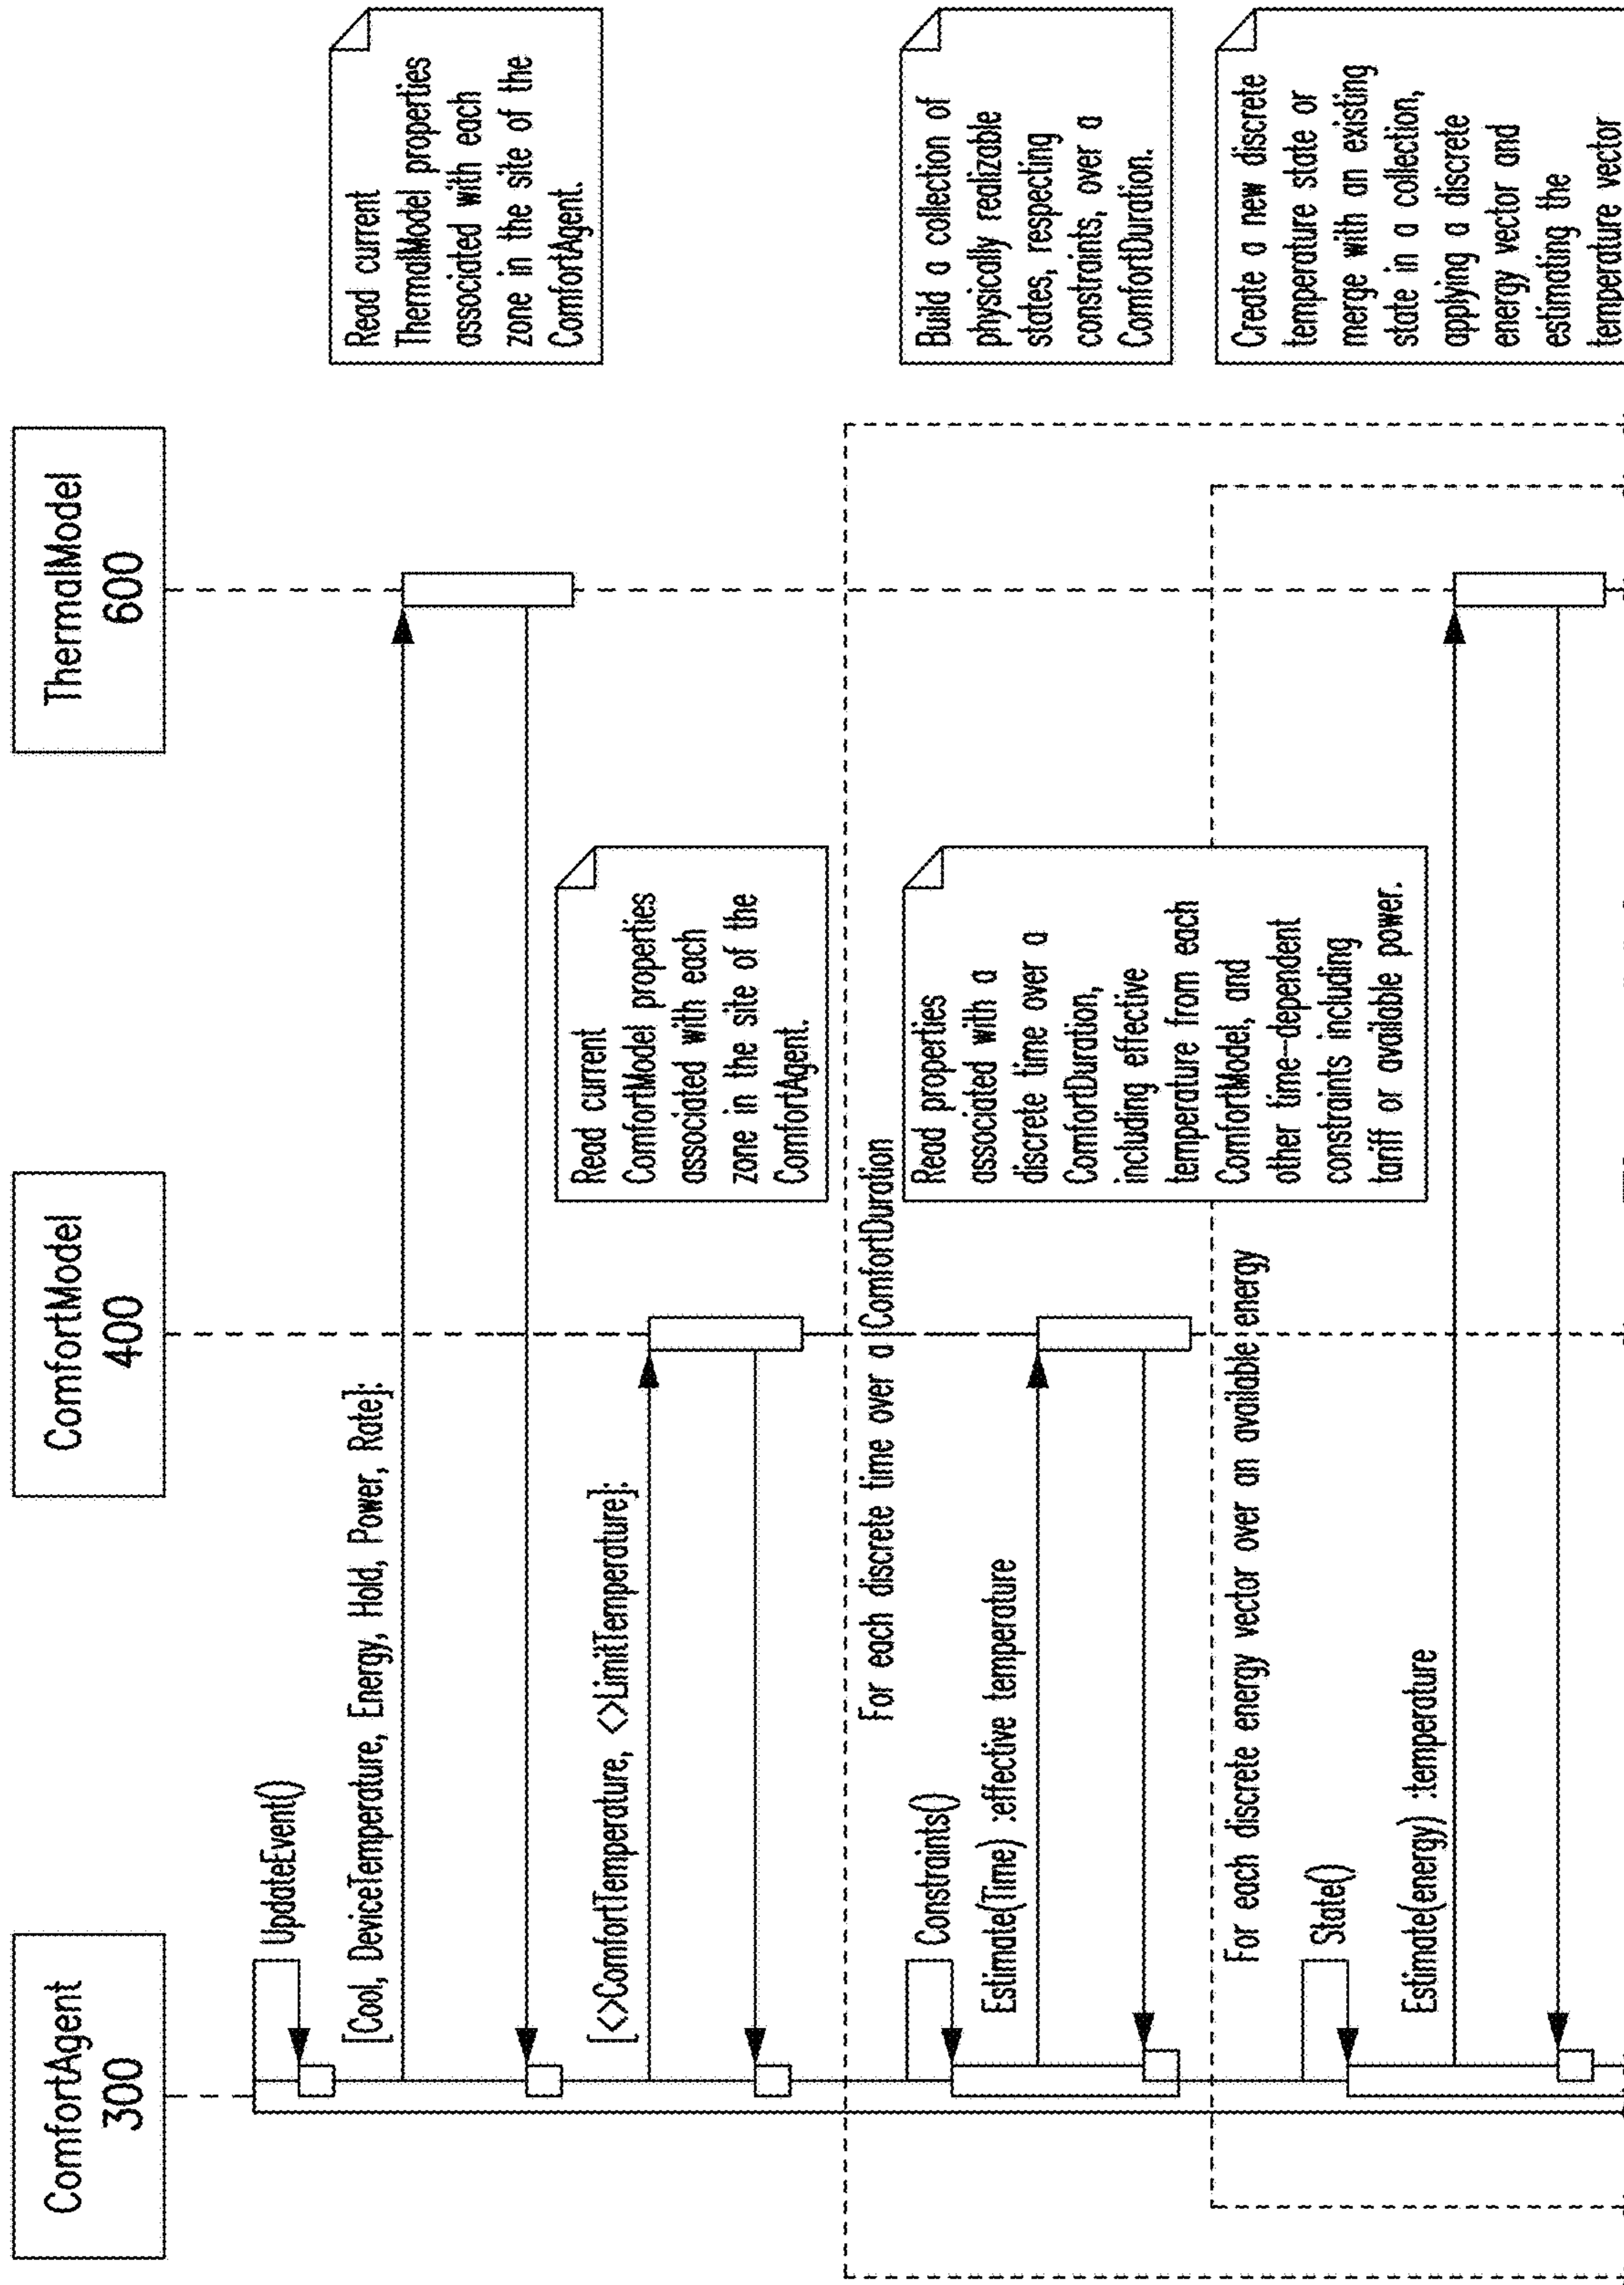 ComfortAgent
300
ComfortModel
400
ThermalModel
600
UpdateEvent()
[Cool, DeviceTemperature, Energy, Hold, Power, Rate]:
Read current
ThermalModel properties
associated with each
zone in the site of the
ComfortAgent.
[<>ComfortTemperature, <>LimitTemperature]:
Read current
ComfortModel properties
associated with each
zone in the site of the
ComfortAgent.
For each discrete time over a ComfortDuration
Constraints()
Estimate(Time) :effective temperature
Read properties
associated with a
discrete time over a
ComfortDuration,
including effective
temperature from each
ComfortModel, and
other time-dependent
constraints including
tariff or available power.
Build a collection of
physically realizable
states, respecting
constraints, over a
ComfortDuration.
For each discrete energy vector over an available energy
State()
Estimate(energy) :temperature
Create a new discrete
temperature state or
merge with an existing
state in a collection,
applying a discrete
energy vector and
estimating the
temperature vector